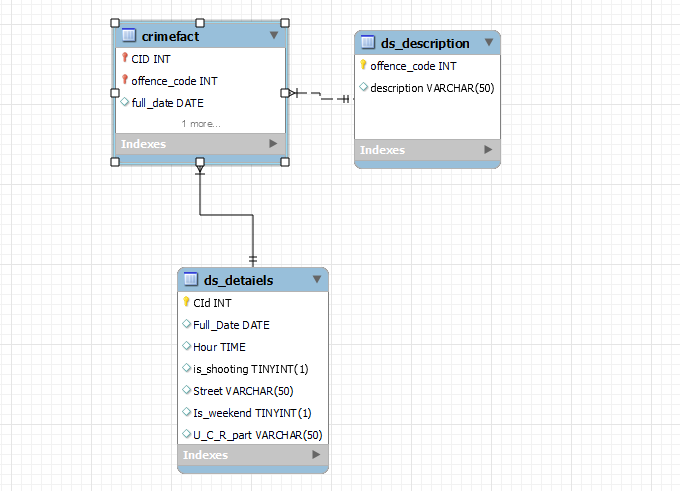 crimefact
CID INT
offence_code INT
full_date DATE
1 more...
Indexes
ds_description
offence_code INT
description VARCHAR(50)
Indexes
ds_detaiels
CId INT
Full_Date DATE
Hour TIME
is_shooting TINYINT(1)
Street VARCHAR(50)
Is_weekend TINYINT(1)
U_C_R_part VARCHAR(50)
Indexes